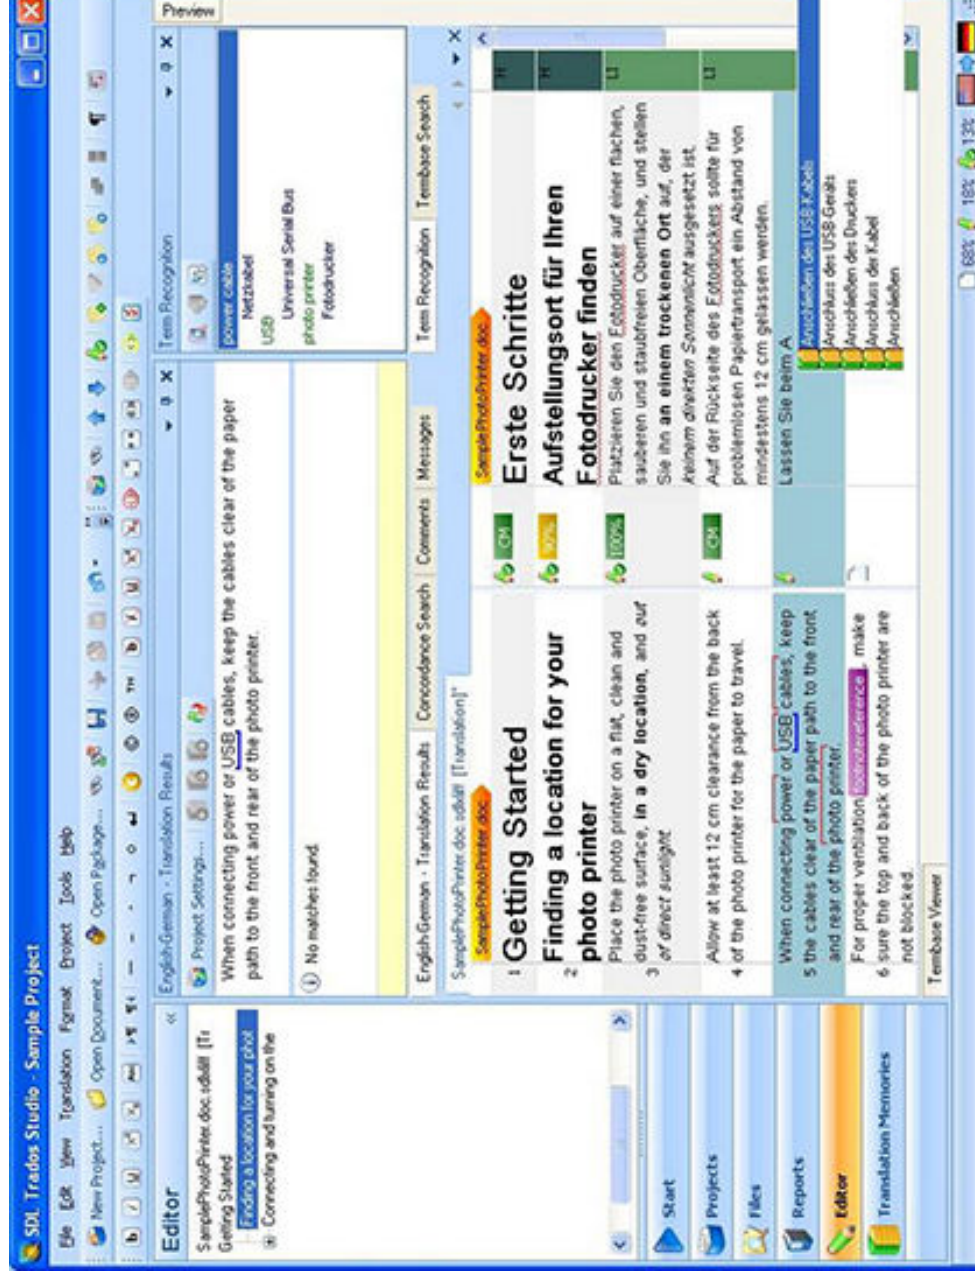 SDL Trados Studio - Sample Project
File Edit View Translation Format Project Tools Help
New Project... Open Document... Open Package...
Editor
SamplePhotoPrinter.doc.sdlxliff [Tr
Getting Started
Finding a location for your phot
Connecting and turning on the
Start
Projects
Files
Reports
Editor
Translation Memories
English-German - Translation Results
Project Settings...
When connecting power or USB cables, keep the cables clear of the paper
path to the front and rear of the photo printer.
No matches found.
English-German - Translation Results Concordance Search Comments Messages
Term Recognition
power cable
Netzkabel
USB
Universal Serial Bus
photo printer
Fotodrucker
Term Recognition Termbase Search
Preview
SamplePhotoPrinter.doc.sdlxliff [Translation]*
SamplePhotoPrinter.doc
SamplePhotoPrinter.doc
1 Getting Started
CM
Erste Schritte
H
2 Finding a location for your
photo printer
90%
Aufstellungsort für Ihren
Fotodrucker finden
H
3 Place the photo printer on a flat, clean and
dust-free surface, in a dry location, and out
of direct sunlight.
100%
Platzieren Sie den Fotodrucker auf einer flachen,
sauberen und staubfreien Oberfläche, und stellen
Sie ihn an einem trockenen Ort auf, der
keinem direkten Sonnenlicht ausgesetzt ist.
LI
4 Allow at least 12 cm clearance from the back
of the photo printer for the paper to travel.
CM
Auf der Rückseite des Fotodruckers sollte für
problemlosen Papiertransport ein Abstand von
mindestens 12 cm gelassen werden.
LI
5 When connecting power or USB cables, keep
the cables clear of the paper path to the front
and rear of the photo printer.
Lassen Sie beim A
Anschließen des USB-Kabels
Anschluss des USB-Geräts
Anschließen des Druckers
Anschluss der Kabel
Anschließen
6 For proper ventilation footnotereference , make
sure the top and back of the photo printer are
not blocked.
Termbase Viewer
68% 18% 13%